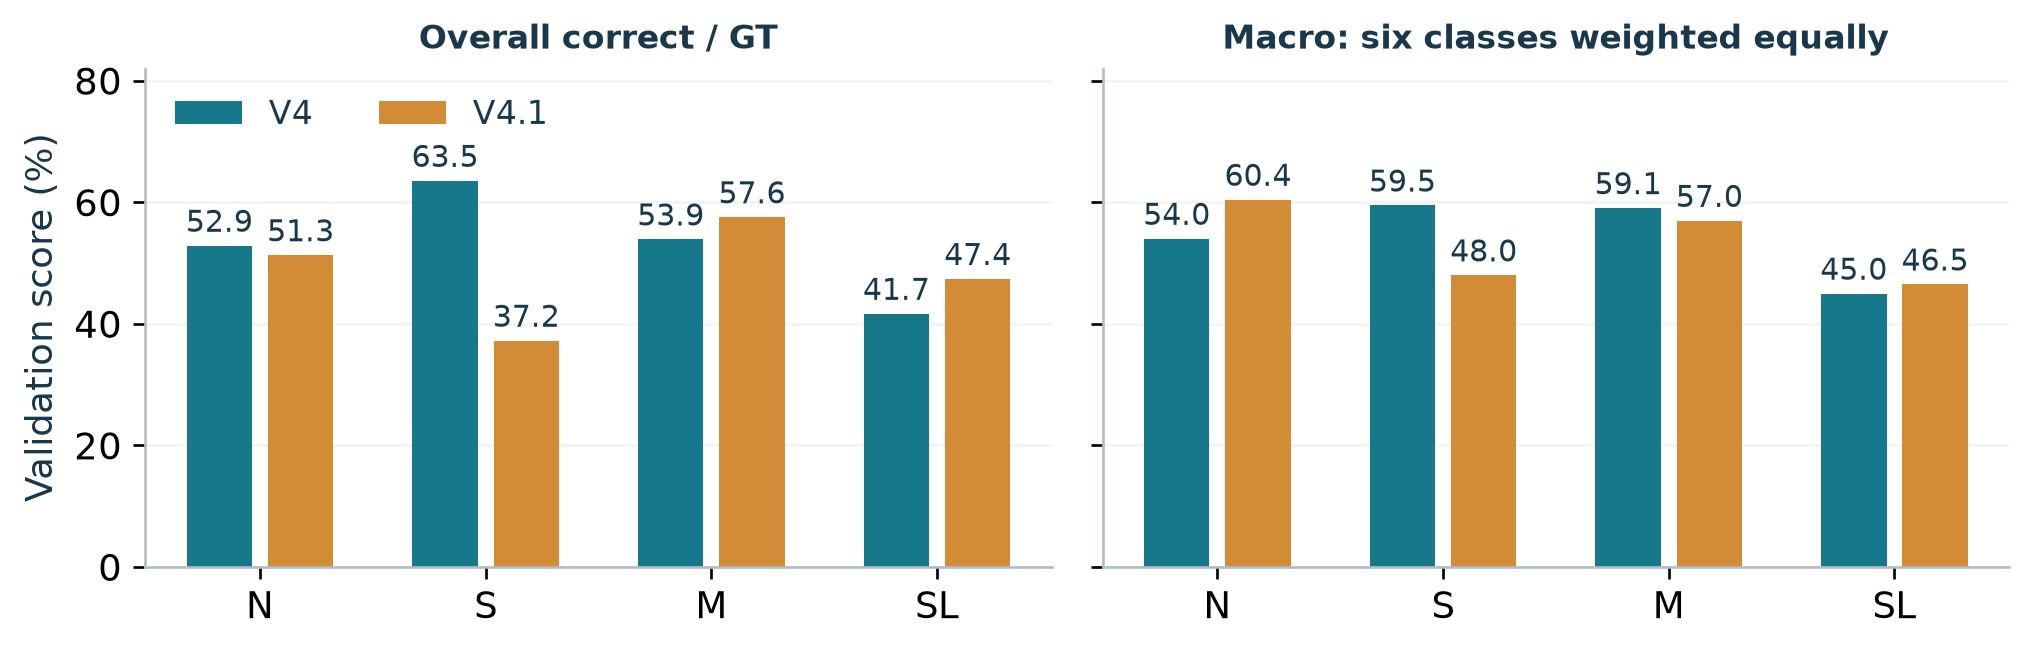 Overall correct / GT
Macro: six classes weighted equally
Validation score (%)
80
60
40
20
0
V4
V4.1
52.9
51.3
63.5
37.2
53.9
57.6
41.7
47.4
N
S
M
SL
54.0
60.4
59.5
48.0
59.1
57.0
45.0
46.5
N
S
M
SL